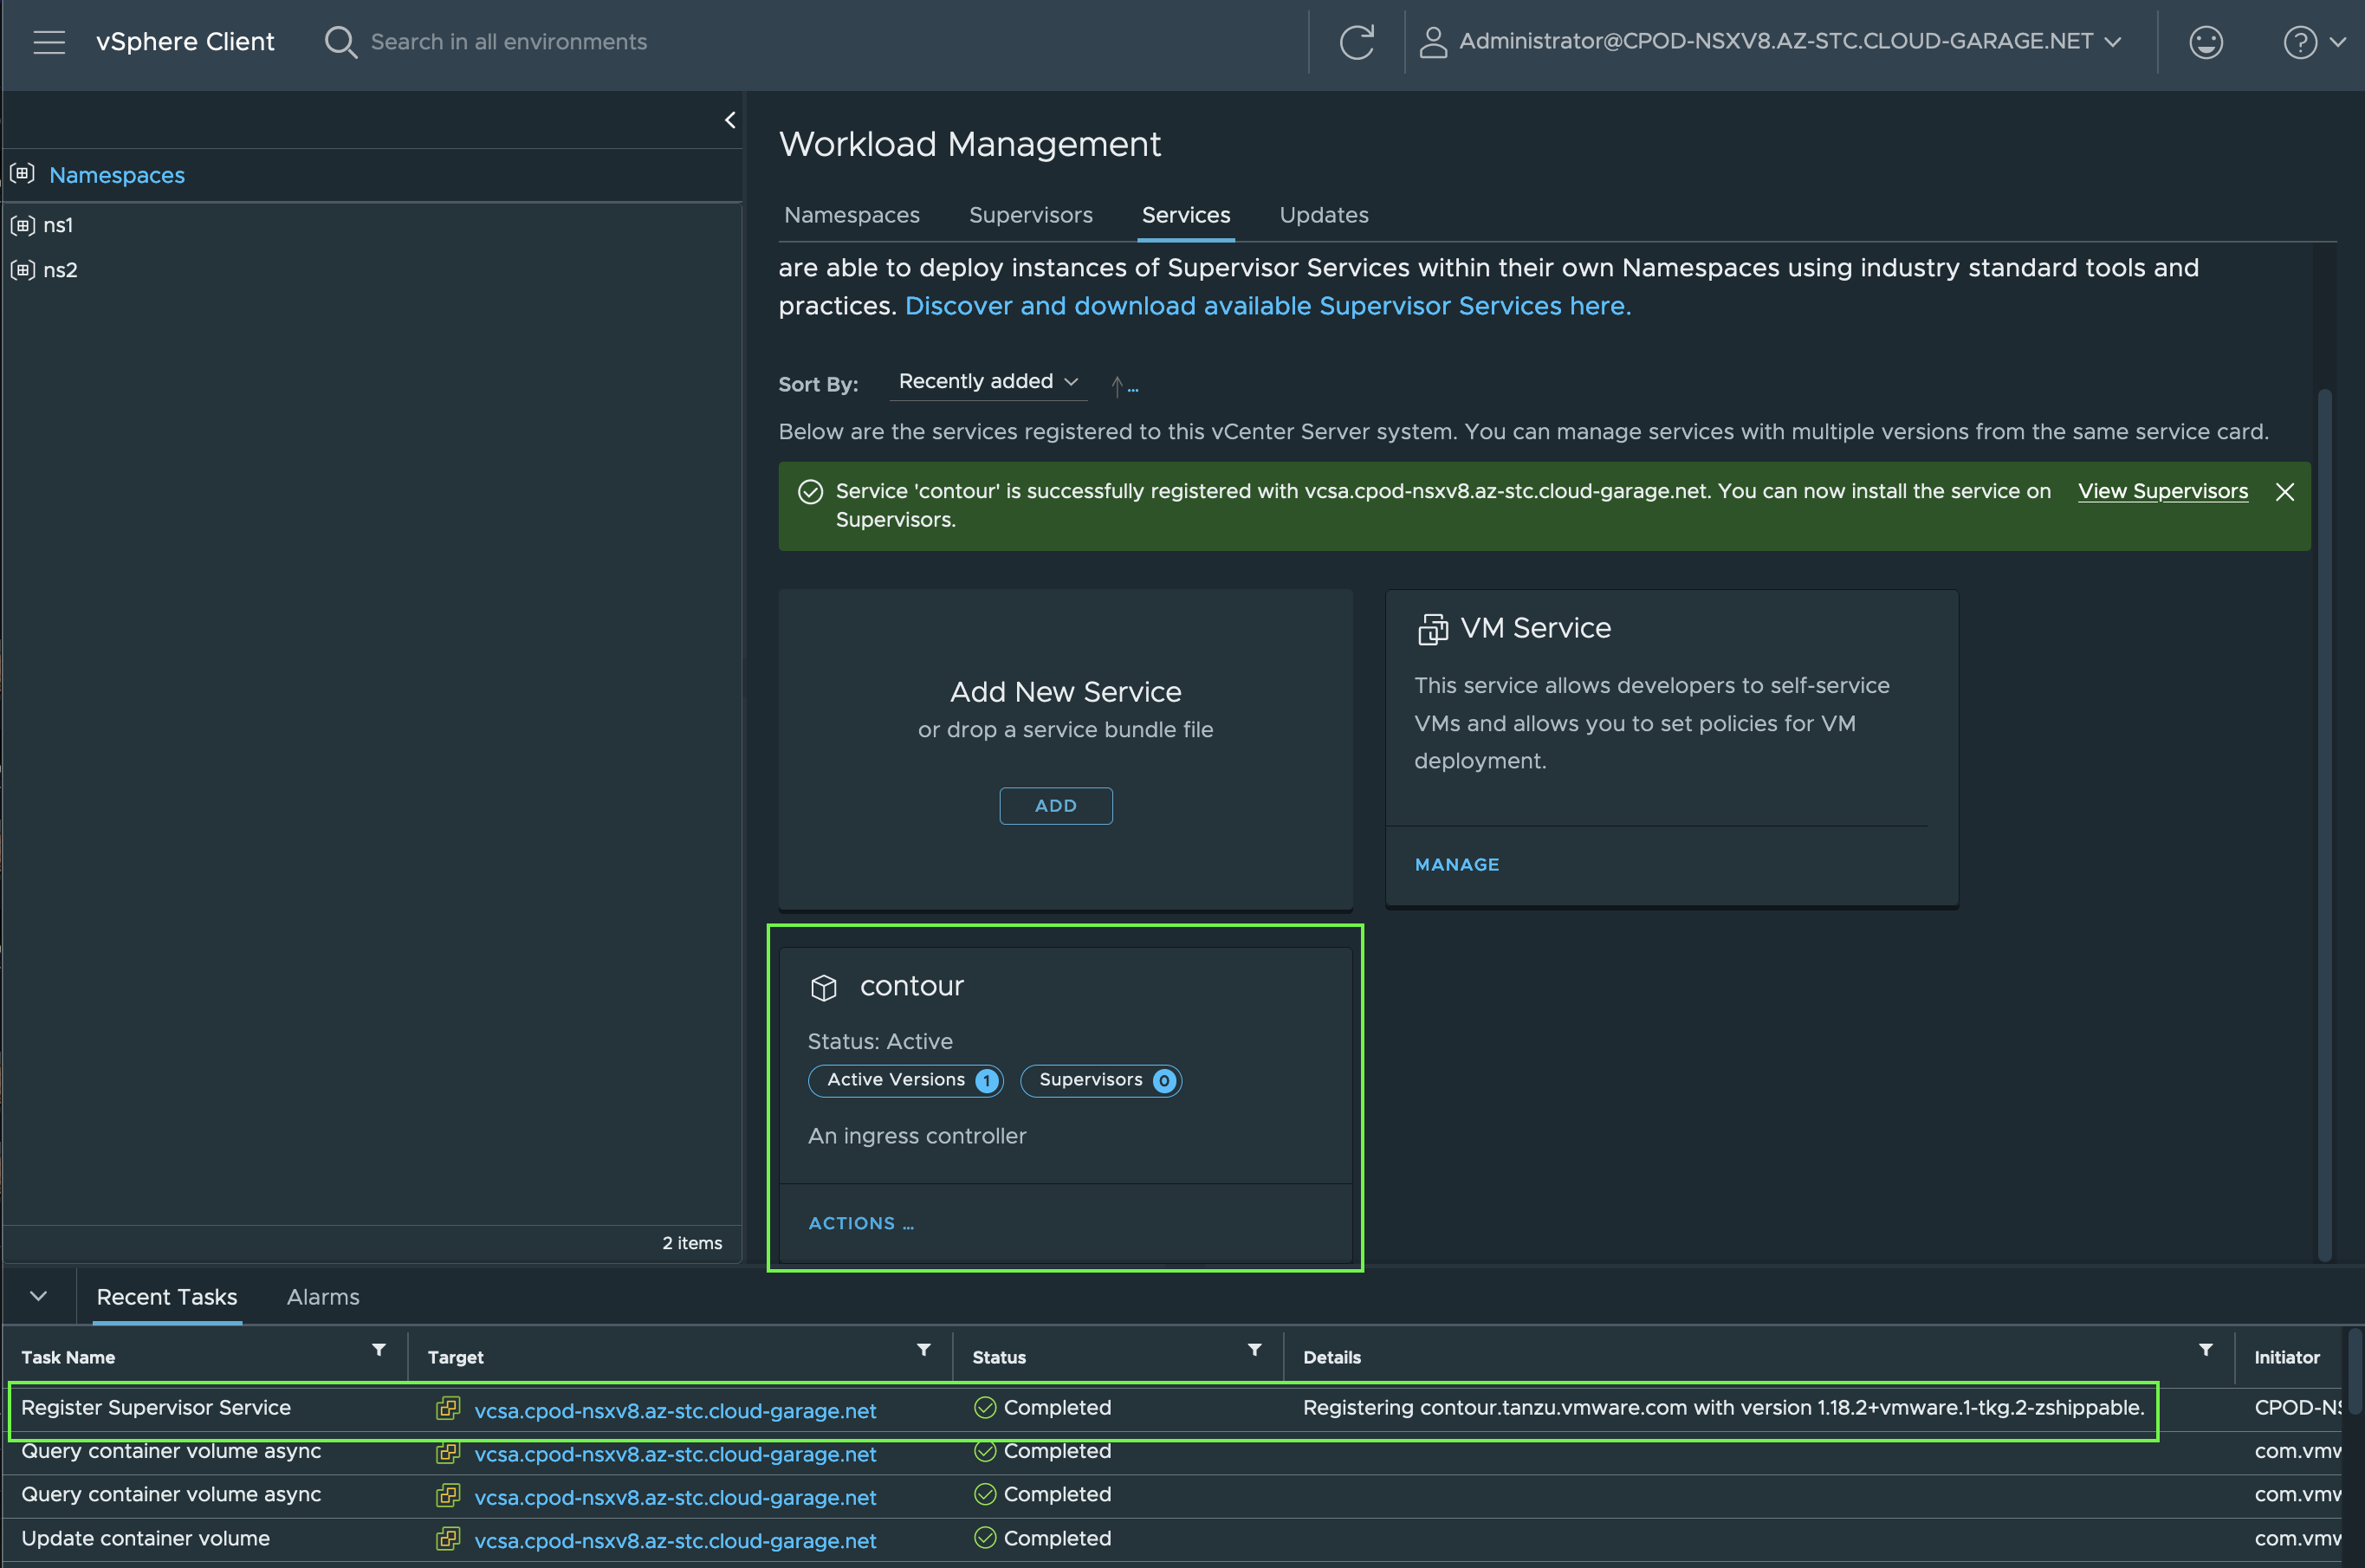 vSphere Client
Search in all environments
Administrator@CPOD-NSXV8.AZ-STC.CLOUD-GARAGE.NET
Namespaces
ns1
ns2
2 items
Workload Management
Namespaces Supervisors Services Updates
are able to deploy instances of Supervisor Services within their own Namespaces using industry standard tools and
practices. Discover and download available Supervisor Services here.
Sort By: Recently added ↑...
Below are the services registered to this vCenter Server system. You can manage services with multiple versions from the same service card.
Service 'contour' is successfully registered with vcsa.cpod-nsxv8.az-stc.cloud-garage.net. You can now install the service on View Supervisors
Supervisors.
Add New Service
or drop a service bundle file
ADD
VM Service
This service allows developers to self-service
VMs and allows you to set policies for VM
deployment.
MANAGE
contour
Status: Active
Active Versions 1 Supervisors 0
An ingress controller
ACTIONS ...
Recent Tasks Alarms
Task Name Target Status Details Initiator
Register Supervisor Service vcsa.cpod-nsxv8.az-stc.cloud-garage.net Completed Registering contour.tanzu.vmware.com with version 1.18.2+vmware.1-tkg.2-zshippable. CPOD-NS
Query container volume async vcsa.cpod-nsxv8.az-stc.cloud-garage.net Completed com.vmw
Query container volume async vcsa.cpod-nsxv8.az-stc.cloud-garage.net Completed com.vmw
Update container volume vcsa.cpod-nsxv8.az-stc.cloud-garage.net Completed com.vmw